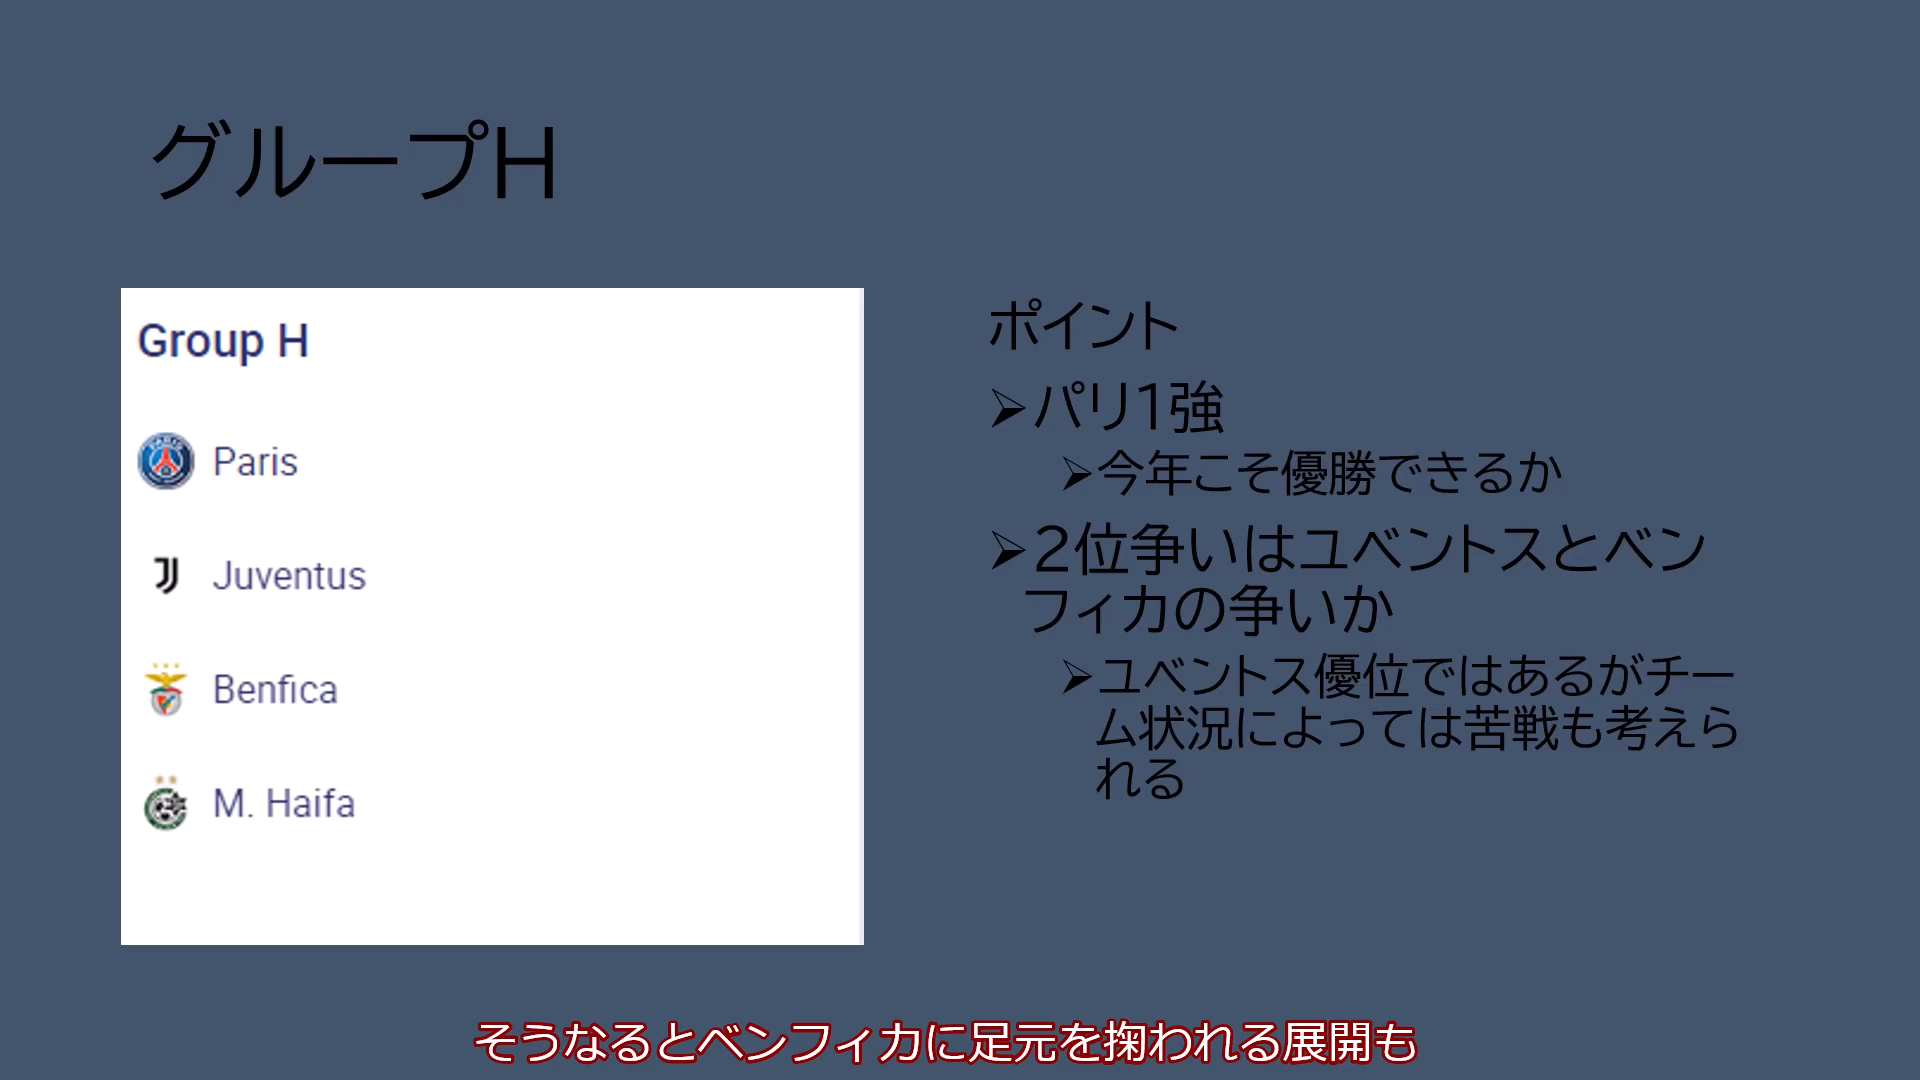 グループH
Group H
Paris
Juventus
Benfica
M. Haifa
ポイント
➢パリ1強
➢今年こそ優勝できるか
➢2位争いはユベントスとベン
フィカの争いか
➢ユベントス優位ではあるがチー
ム状況によっては苦戦も考えら
れる
そうなるとベンフィカに足元を掬われる展開も